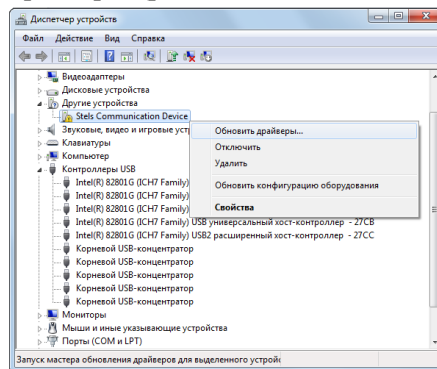 Диспетчер устройств
Файл Действие Вид Справка
Видеоадаптеры
Дисковые устройства
Другие устройства
Stels Communication Device
Звуковые, видео и игровые уст
Клавиатуры
Компьютер
Контроллеры USB
Intel(R) 82801G (ICH7 Family)
Intel(R) 82801G (ICH7 Family)
Intel(R) 82801G (ICH7 Family)
Intel(R) 82801G (ICH7 Family) USB универсальный хост-контроллер - 27CB
Intel(R) 82801G (ICH7 Family) USB2 расширенный хост-контроллер - 27CC
Корневой USB-концентратор
Корневой USB-концентратор
Корневой USB-концентратор
Корневой USB-концентратор
Корневой USB-концентратор
Мониторы
Мыши и иные указывающие устройства
Порты (COM и LPT)
Обновить драйверы...
Отключить
Удалить
Обновить конфигурацию оборудования
Свойства
Запуск мастера обновления драйверов для выделенного устрой